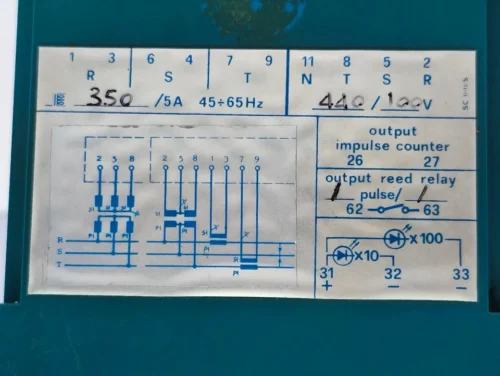 1 3 6 4 7 9
R S T
350 /5A 45÷65Hz
11 8 5 2
N T S R
440/100V
2 5 8 2 5 8 1 3 7 9
S1
P1
R
S
T
output
impulse counter
26 27
output reed relay
1 pulse/ 1
62 63
x100
x10
31 32 33
+ - -